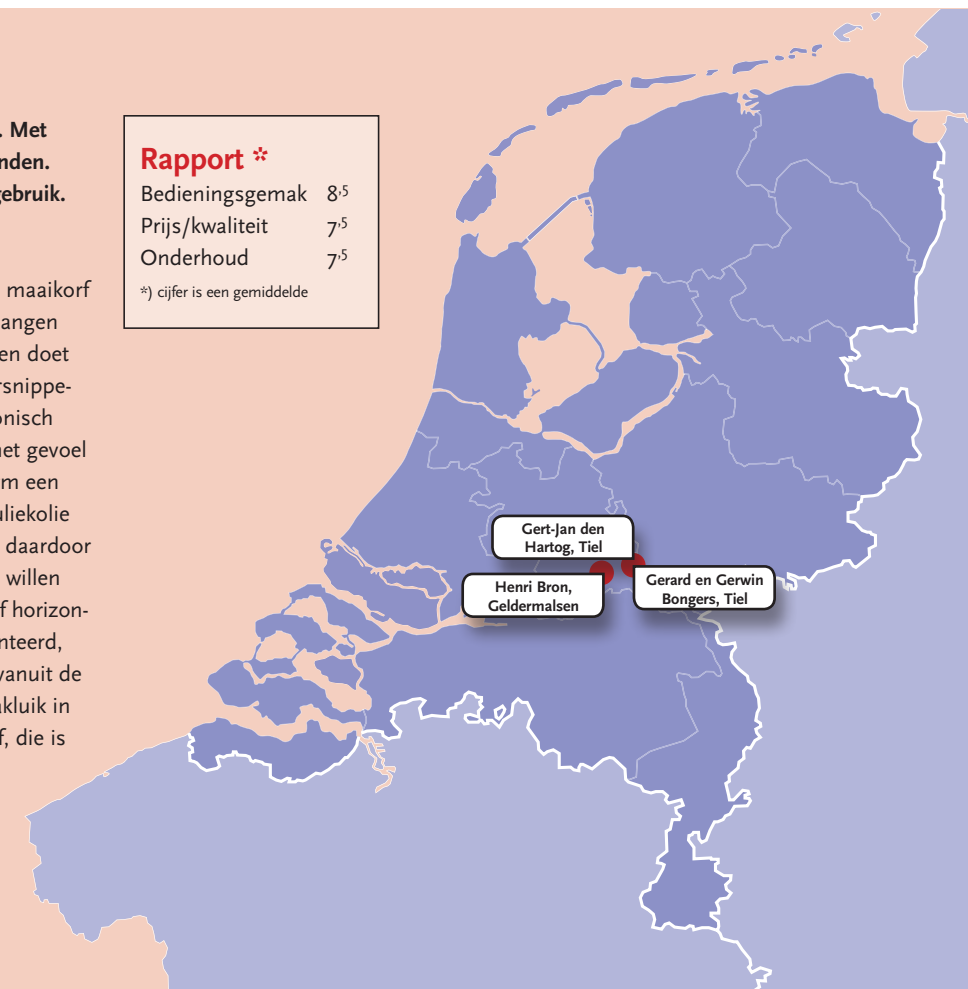 . Met
nden.
gebruik.
maaikorf
angen
en doet
rsnippe-
onisch
het gevoel
m een
uliekolie
daardoor
willen
f horizon-
nteerd,
vanuit de
akluik in
f, die is
Rapport *
Bedieningsgemak 8,5
Prijs/kwaliteit 7,5
Onderhoud 7,5
*) cijfer is een gemiddelde
Gert-Jan den
Hartog, Tiel
Henri Bron,
Geldermalsen
Gerard en Gerwin
Bongers, Tiel